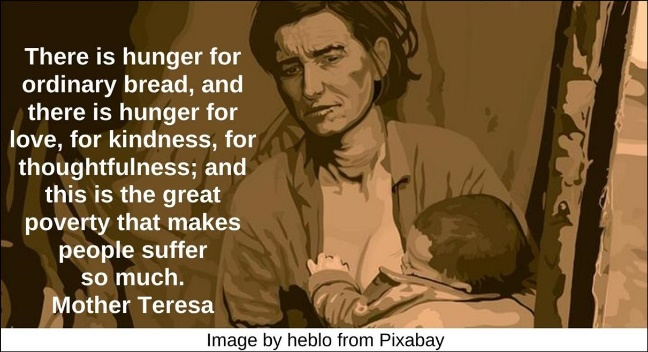 There is hunger for
ordinary bread, and
there is hunger for
love, for kindness, for
thoughtfulness; and
this is the great
poverty that makes
people suffer
so much.
Mother Teresa
Image by heblo from Pixabay